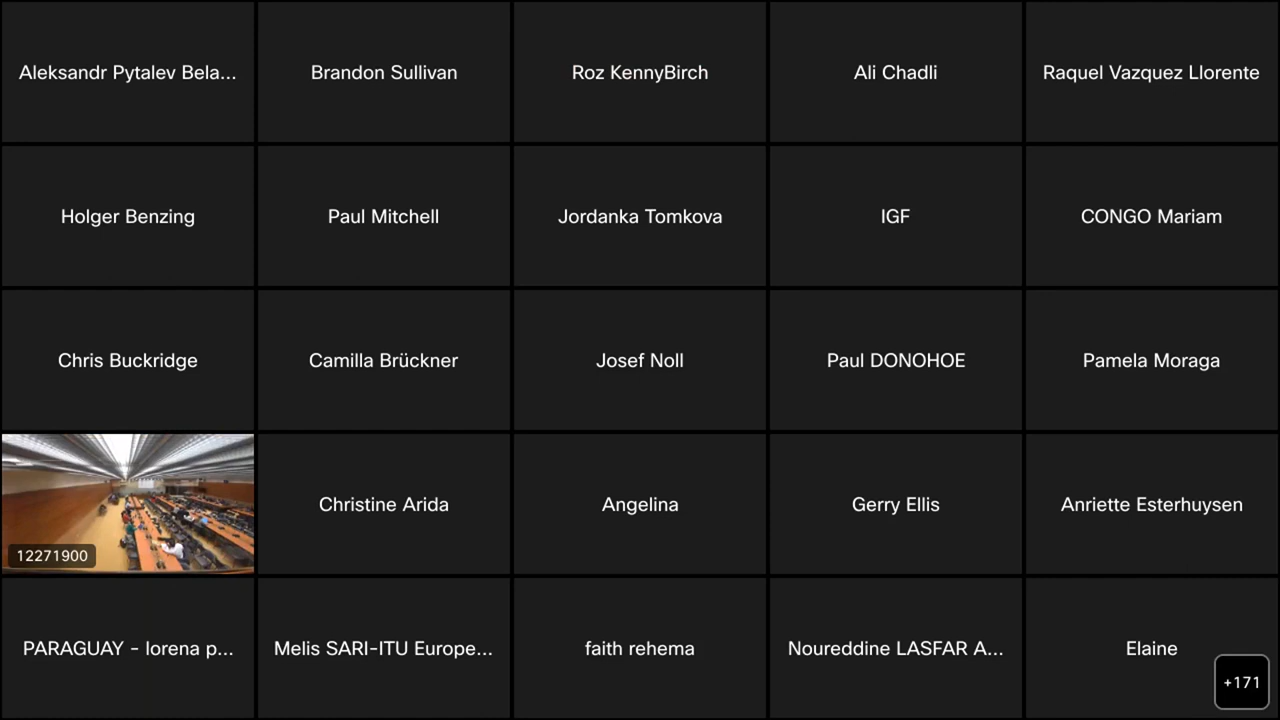 Aleksandr Pytalev Bela...
Brandon Sullivan
Roz KennyBirch
Ali Chadli
Raquel Vazquez Llorente
Holger Benzing
Paul Mitchell
Jordanka Tomkova
IGF
CONGO Mariam
Chris Buckridge
Camilla Brückner
Josef Noll
Paul DONOHOE
Pamela Moraga
12271900
Christine Arida
Angelina
Gerry Ellis
Anriette Esterhuysen
PARAGUAY - lorena p...
Melis SARI-ITU Europe...
faith rehema
Noureddine LASFAR A...
Elaine
+171